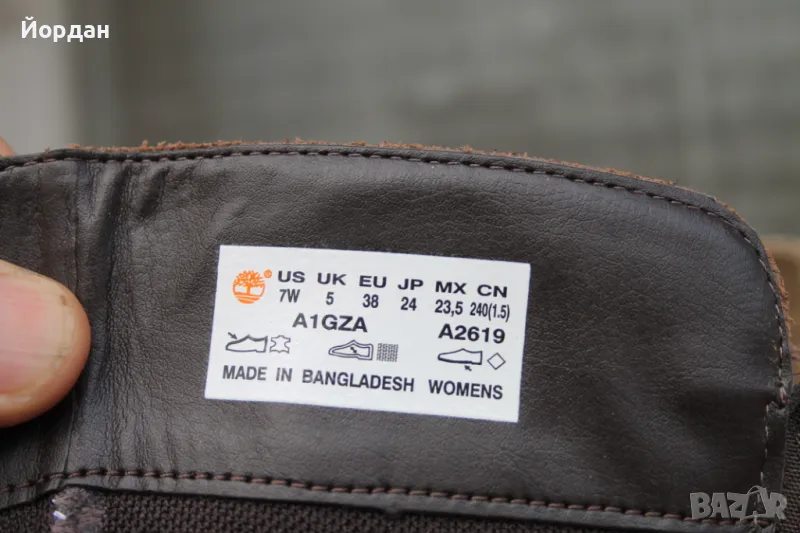 Йордан
® US UK EU JP MX CN
7W 5 38 24 23,5 240(1.5)
A1GZA A2619
MADE IN BANGLADESH WOMENS
BAZAR
bg